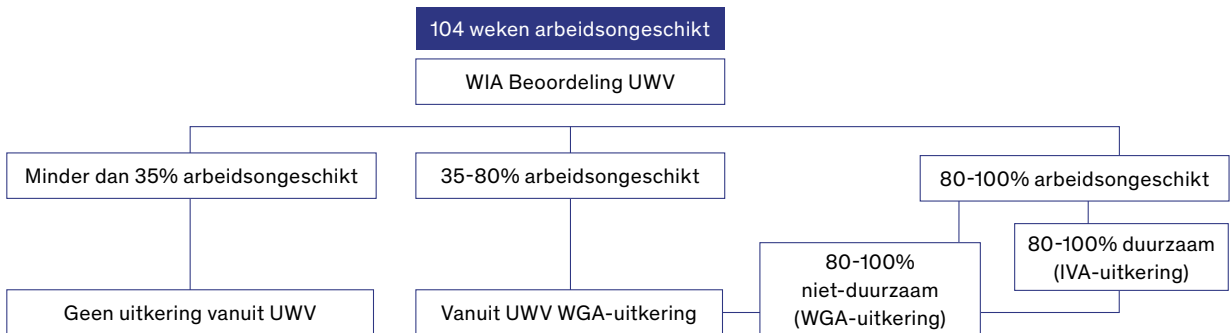 104 weken arbeidsongeschikt
WIA Beoordeling UWV
Minder dan 35% arbeidsongeschikt
35-80% arbeidsongeschikt
80-100% arbeidsongeschikt
80-100% duurzaam
(IVA-uitkering)
80-100%
niet-duurzaam
(WGA-uitkering)
Geen uitkering vanuit UWV
Vanuit UWV WGA-uitkering